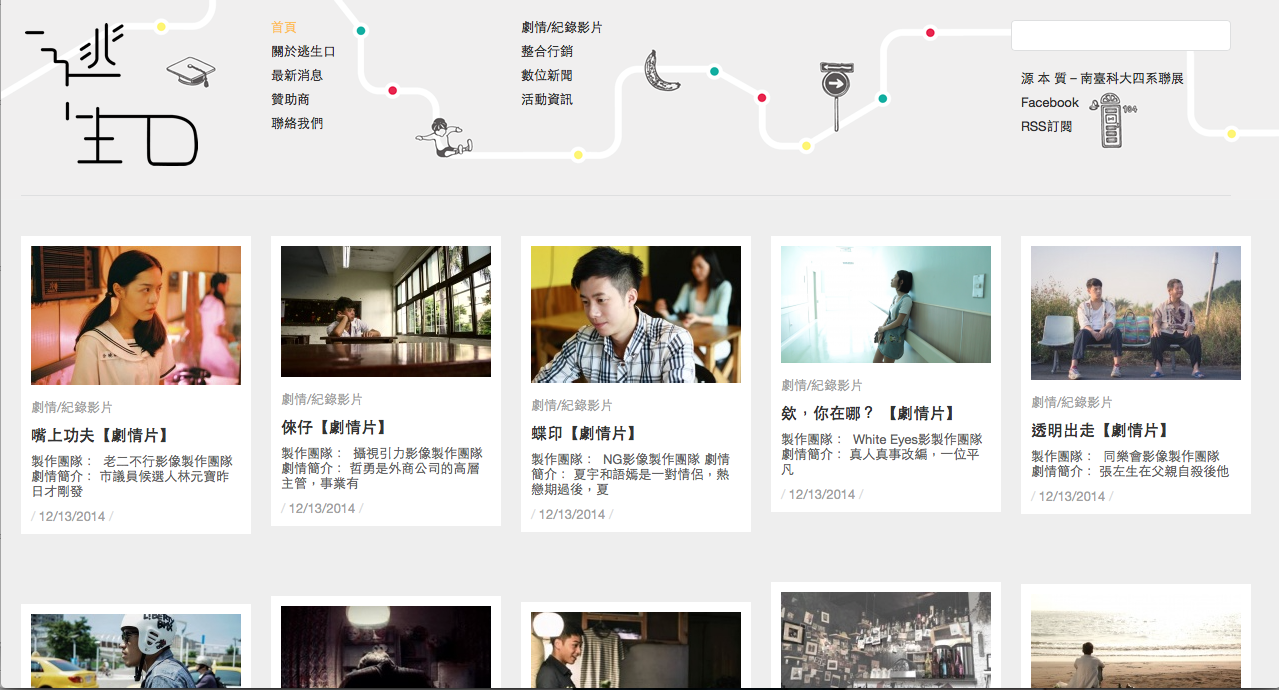 逃生口
首頁
關於逃生口
最新消息
贊助商
聯絡我們
劇情/紀錄影片
整合行銷
數位新聞
活動資訊
源 本 質 – 南臺科大四系聯展
Facebook
RSS訂閱
104
劇情/紀錄影片
嘴上功夫【劇情片】
製作團隊： 老二不行影像製作團隊
劇情簡介： 市議員候選人林元寶昨
日才剛發
/ 12/13/2014 /
劇情/紀錄影片
倈仔【劇情片】
製作團隊： 攝視引力影像製作團隊
劇情簡介： 哲勇是外商公司的高層
主管，事業有
/ 12/13/2014 /
劇情/紀錄影片
蝶印【劇情片】
製作團隊： NG影像製作團隊 劇情
簡介： 夏宇和語嫣是一對情侶，熱
戀期過後，夏
/ 12/13/2014 /
劇情/紀錄影片
欸，你在哪？ 【劇情片】
製作團隊： White Eyes影製作團隊
劇情簡介： 真人真事改編，一位平
凡
/ 12/13/2014 /
劇情/紀錄影片
透明出走【劇情片】
製作團隊： 同樂會影像製作團隊
劇情簡介： 張左生在父親自殺後他
/ 12/13/2014 /